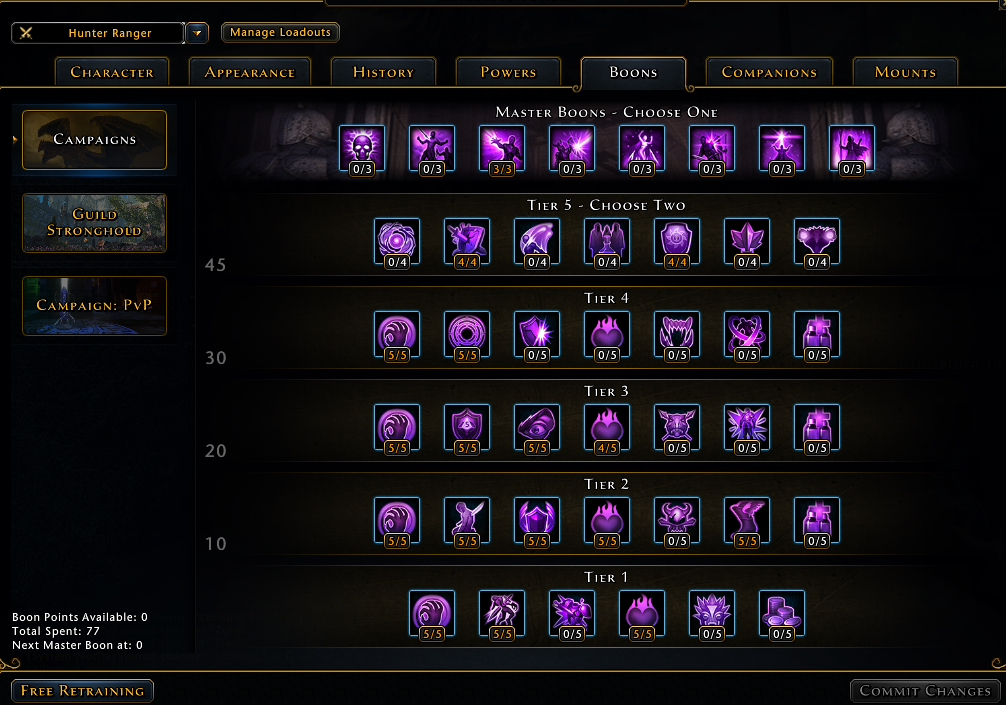 Hunter Ranger
Manage Loadouts
Character Appearance History Powers Boons Companions Mounts
Campaigns
Guild
Stronghold
Campaign: PvP
Master Boons - Choose One
0/3 0/3 3/3 0/3 0/3 0/3 0/3 0/3
Tier 5 - Choose Two
0/4 4/4 0/4 0/4 4/4 0/4 0/4
45
Tier 4
5/5 5/5 0/5 0/5 0/5 0/5 0/5
30
Tier 3
5/5 5/5 5/5 4/5 0/5 0/5 0/5
20
Tier 2
5/5 5/5 5/5 5/5 0/5 5/5 0/5
10
Tier 1
5/5 5/5 0/5 5/5 0/5 0/5
Boon Points Available: 0
Total Spent: 77
Next Master Boon at: 0
Free Retraining
Commit Changes